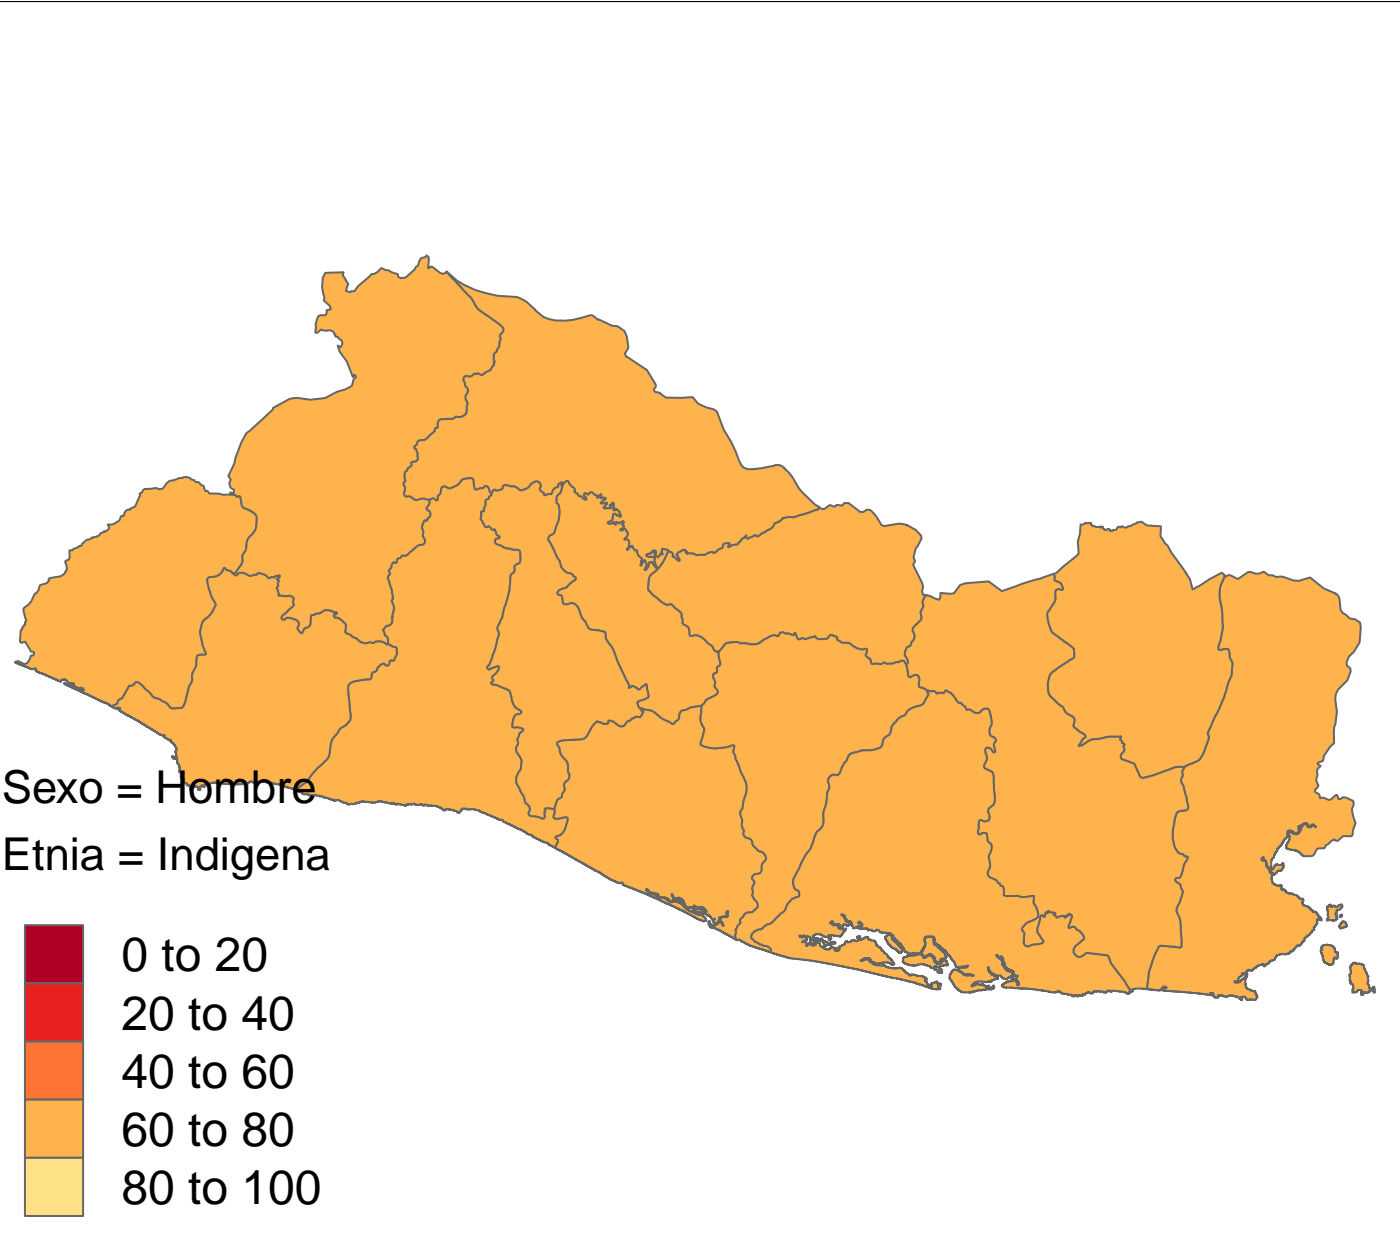 Sexo = Hombre
Etnia = Indigena
0 to 20
20 to 40
40 to 60
60 to 80
80 to 100